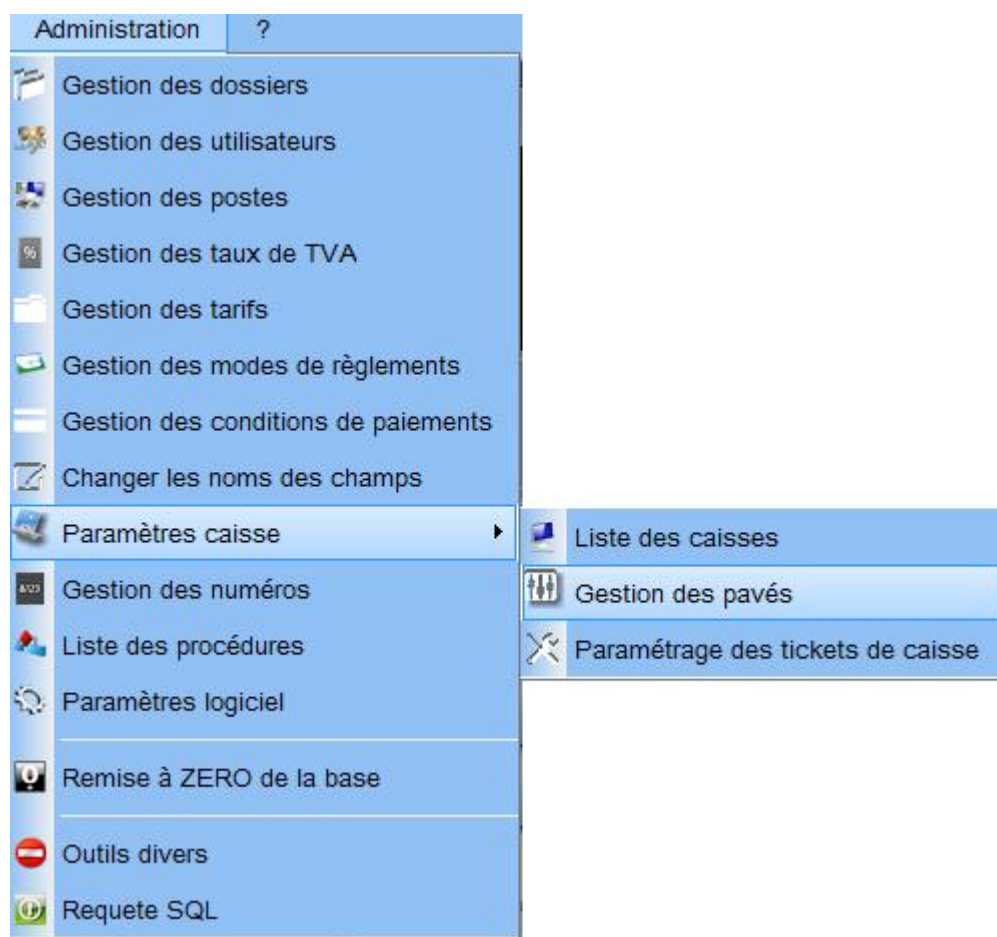 Administration ?
Gestion des dossiers
Gestion des utilisateurs
Gestion des postes
Gestion des taux de TVA
Gestion des tarifs
Gestion des modes de règlements
Gestion des conditions de paiements
Changer les noms des champs
Paramètres caisse
Liste des caisses
Gestion des pavés
Paramétrage des tickets de caisse
Gestion des numéros
Liste des procédures
Paramètres logiciel
Remise à ZERO de la base
Outils divers
Requete SQL